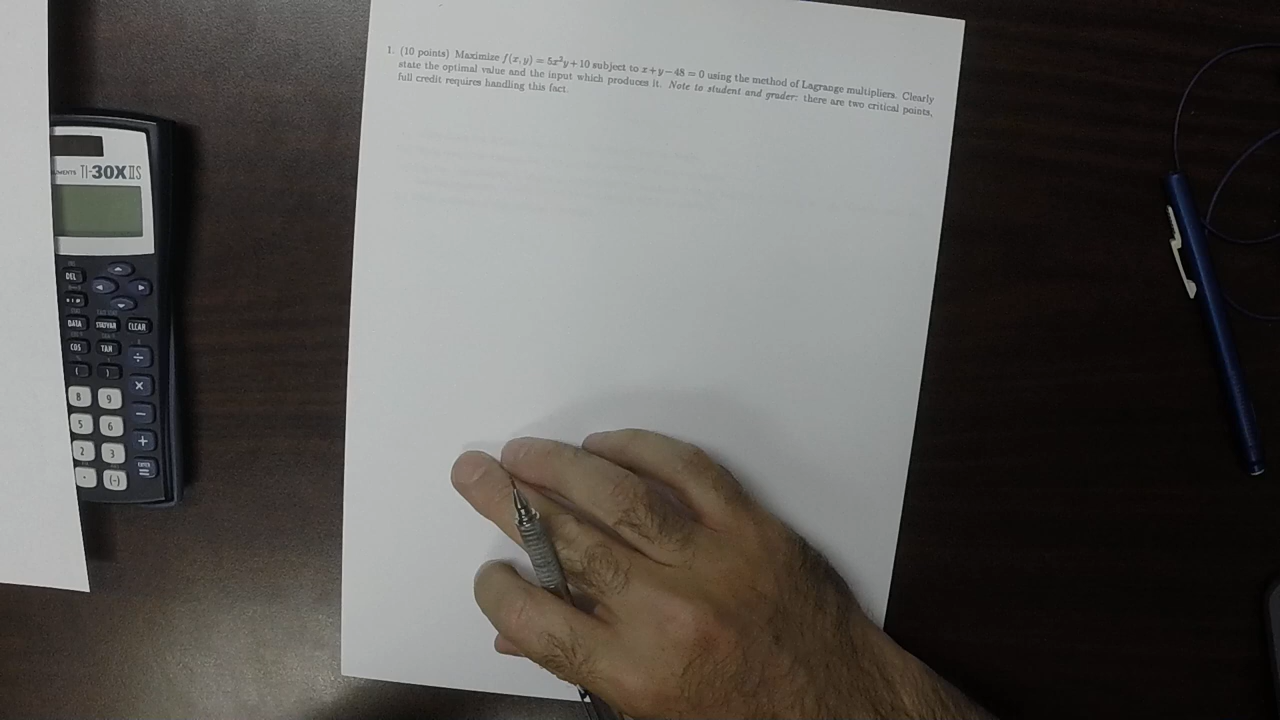 1. (10 points) Maximize f(x, y) = 5x²y + 10 subject to x + y − 48 = 0 using the method of Lagrange multipliers. Clearly
state the optimal value and the input which produces it. Note to student and grader: there are two critical points,
full credit requires handling this fact.
TI-30X IIS
DEL
DATA STATVAR CLEAR
COS TAN ÷
( ) ×
8 9 −
5 6 +
2 3 ENTER =
. (-)